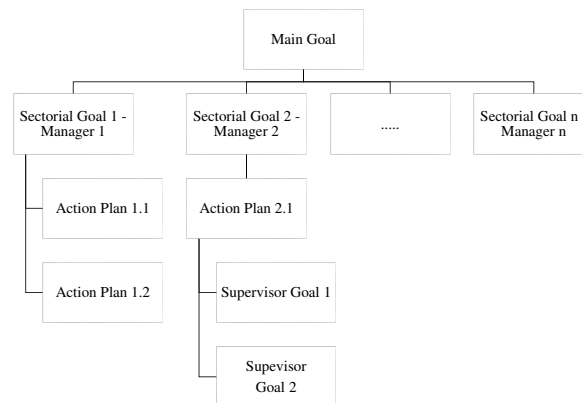 Main Goal
Sectorial Goal 1 -
Manager 1
Sectorial Goal 2 -
Manager 2
.....
Sectorial Goal n
Manager n
Action Plan 1.1
Action Plan 2.1
Action Plan 1.2
Supervisor Goal 1
Supevisor
Goal 2